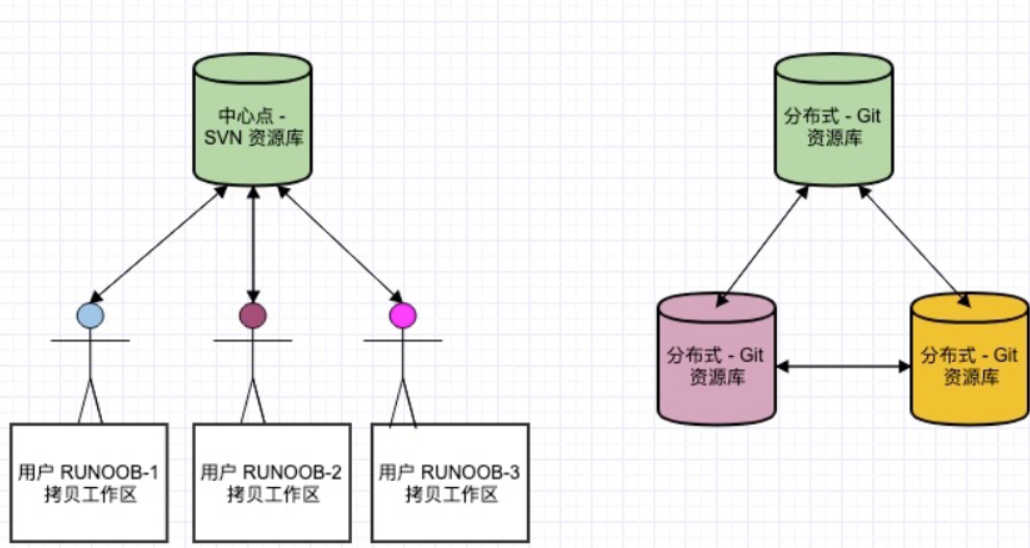 中心点 -
SVN 资源库
分布式 - Git
资源库
分布式 - Git
资源库
分布式 - Git
资源库
用户 RUNOOB-1
拷贝工作区
用户 RUNOOB-2
拷贝工作区
用户 RUNOOB-3
拷贝工作区